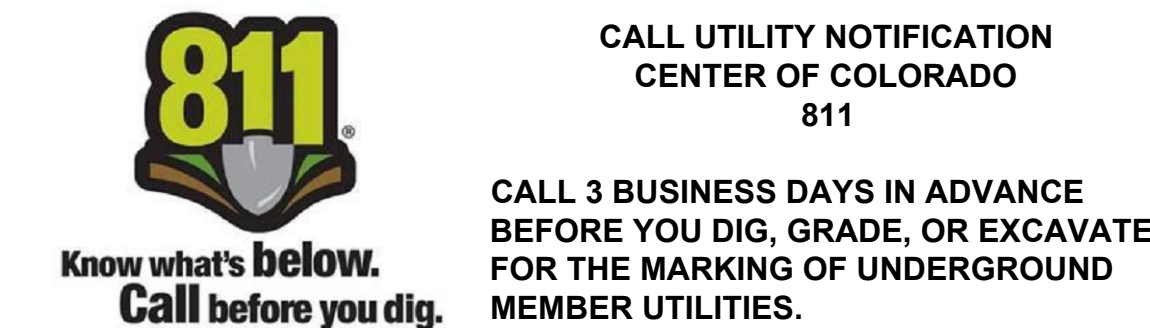 811®
Know what's below.
Call before you dig.
CALL UTILITY NOTIFICATION
CENTER OF COLORADO
811
CALL 3 BUSINESS DAYS IN ADVANCE
BEFORE YOU DIG, GRADE, OR EXCAVATE
FOR THE MARKING OF UNDERGROUND
MEMBER UTILITIES.